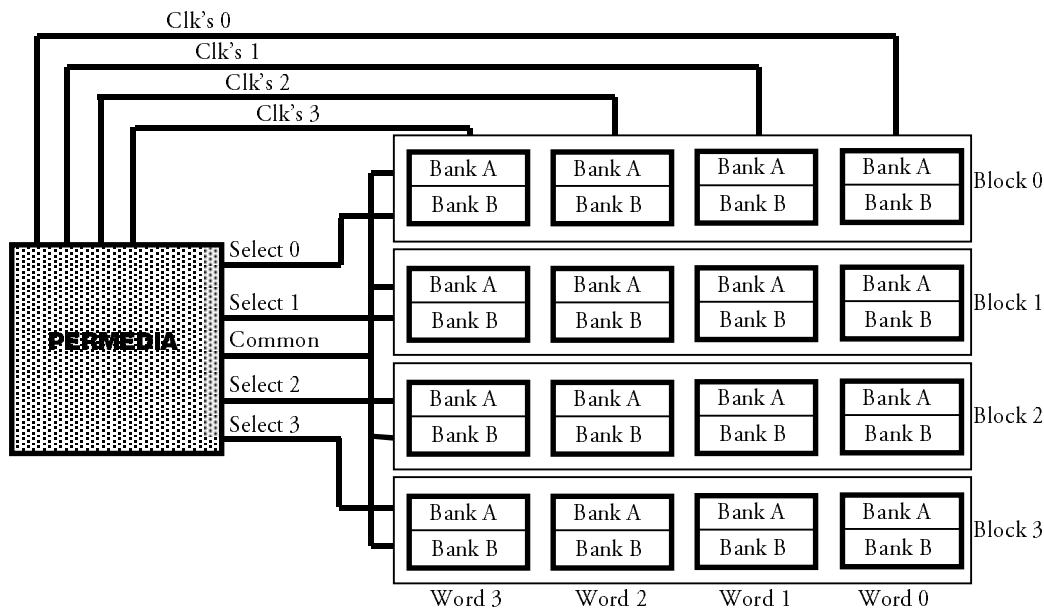 Clk's 0
Clk's 1
Clk's 2
Clk's 3
Bank A Bank A Bank A Bank A
Block 0
Bank B Bank B Bank B Bank B
Select 0
Bank A Bank A Bank A Bank A
Select 1
Block 1
Bank B Bank B Bank B Bank B
PERMEDIA
Common
Select 2
Bank A Bank A Bank A Bank A
Block 2
Select 3
Bank B Bank B Bank B Bank B
Bank A Bank A Bank A Bank A
Block 3
Bank B Bank B Bank B Bank B
Word 3 Word 2 Word 1 Word 0